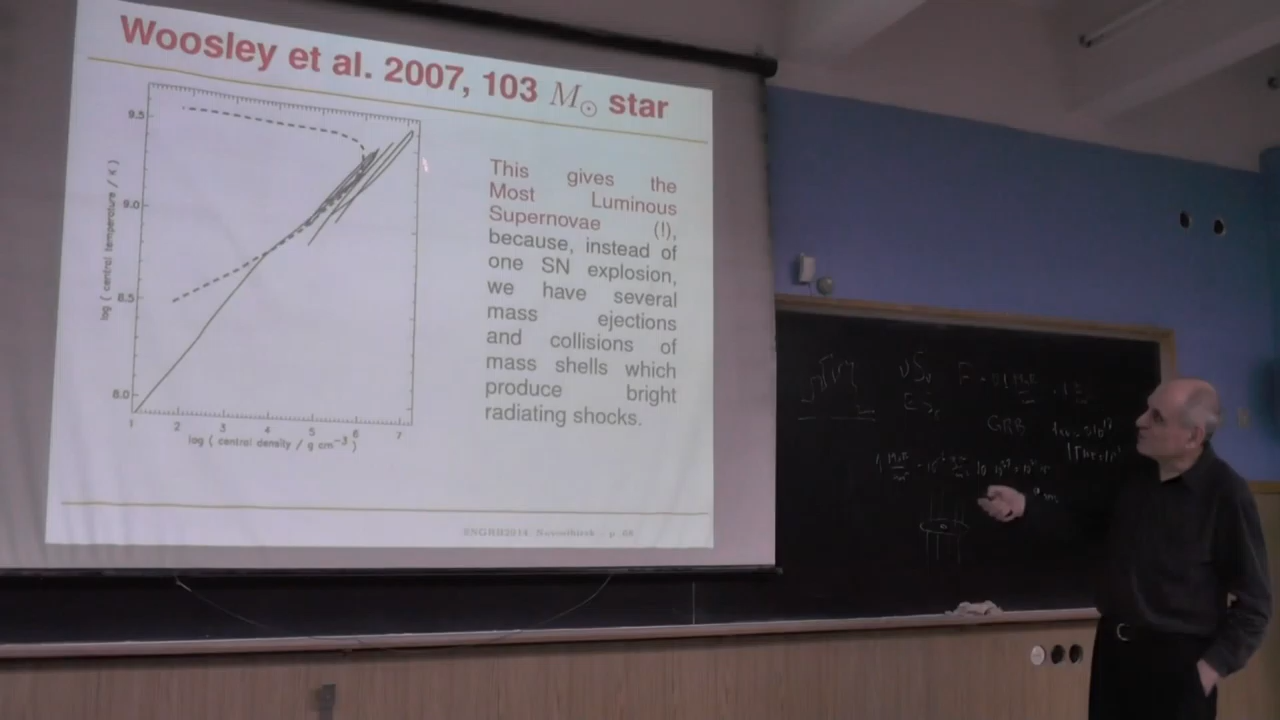 Woosley et al. 2007, 103 M☉ star
9.5
9.0
8.5
8.0
log ( central temperature / K )
1 2 3 4 5 6 7
log ( central density / g cm⁻³ )
This gives the
Most Luminous
Supernovae (!),
because, instead of
one SN explosion,
we have several
mass ejections
and collisions of
mass shells which
produce bright
radiating shocks.
SNGRB2014 Novosibirsk – p. 68
GRB